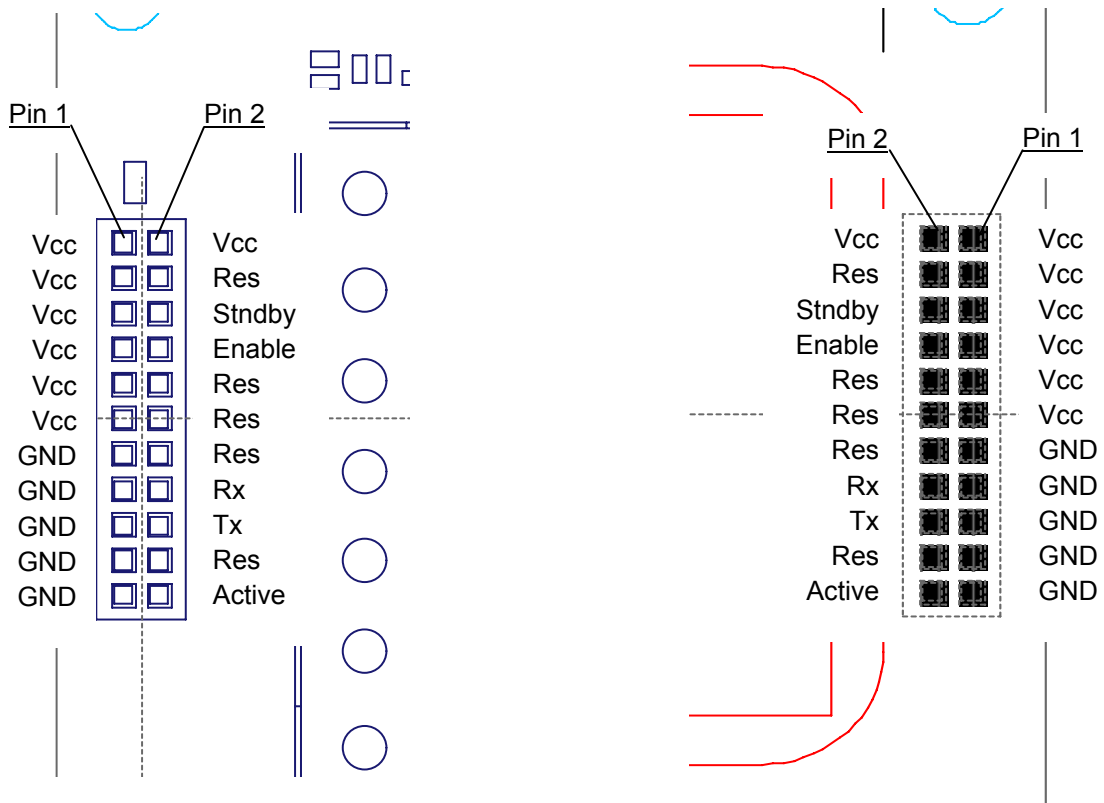 Pin 1 Pin 2
Vcc Vcc
Vcc Res
Vcc Stndby
Vcc Enable
Vcc Res
Vcc Res
GND Res
GND Rx
GND Tx
GND Res
GND Active
Pin 2 Pin 1
Vcc Vcc
Res Vcc
Stndby Vcc
Enable Vcc
Res Vcc
Res Vcc
Res GND
Rx GND
Tx GND
Res GND
Active GND